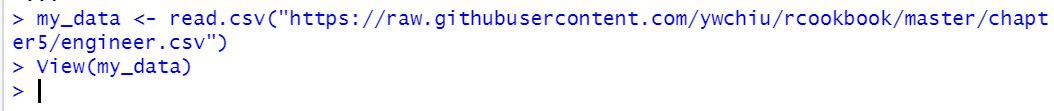 > my_data <- read.csv("https://raw.githubusercontent.com/ywchiu/rcookbook/master/chapt
er5/engineer.csv")
> View(my_data)
>